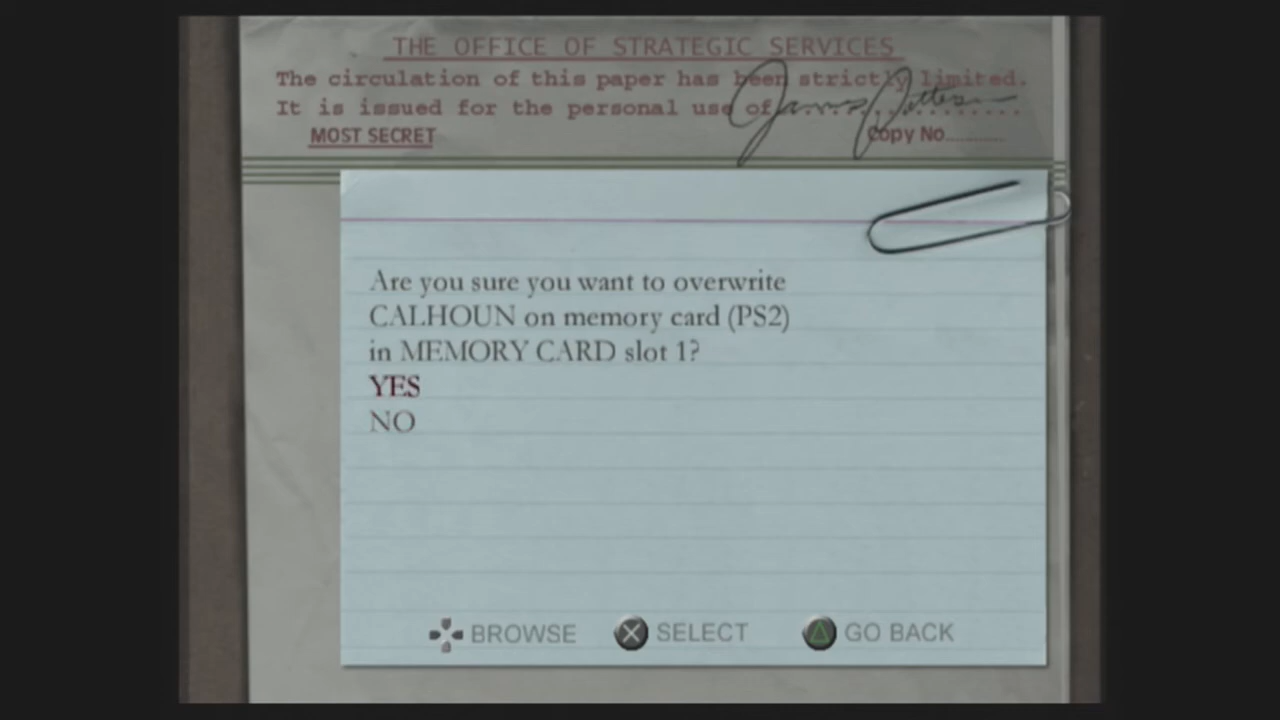 THE OFFICE OF STRATEGIC SERVICES
The circulation of this paper has been strictly limited.
It is issued for the personal use of....................
MOST SECRET
Copy No............
Are you sure you want to overwrite
CALHOUN on memory card (PS2)
in MEMORY CARD slot 1?
YES
NO
BROWSE SELECT GO BACK